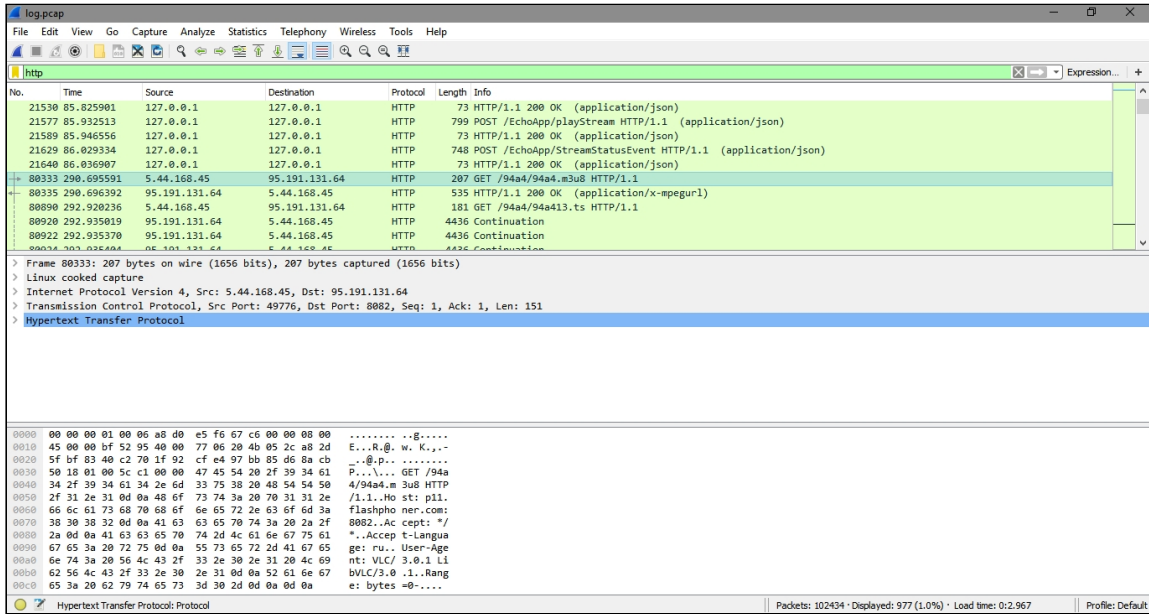 log.pcap
File Edit View Go Capture Analyze Statistics Telephony Wireless Tools Help
http Expression... +
No. Time Source Destination Protocol Length Info
21530 85.825901 127.0.0.1 127.0.0.1 HTTP 73 HTTP/1.1 200 OK (application/json)
21577 85.932513 127.0.0.1 127.0.0.1 HTTP 799 POST /EchoApp/playStream HTTP/1.1 (application/json)
21589 85.946556 127.0.0.1 127.0.0.1 HTTP 73 HTTP/1.1 200 OK (application/json)
21629 86.029334 127.0.0.1 127.0.0.1 HTTP 748 POST /EchoApp/StreamStatusEvent HTTP/1.1 (application/json)
21640 86.036907 127.0.0.1 127.0.0.1 HTTP 73 HTTP/1.1 200 OK (application/json)
80333 290.695591 5.44.168.45 95.191.131.64 HTTP 207 GET /94a4/94a4.m3u8 HTTP/1.1
80335 290.696392 95.191.131.64 5.44.168.45 HTTP 535 HTTP/1.1 200 OK (application/x-mpegurl)
80890 292.920236 5.44.168.45 95.191.131.64 HTTP 181 GET /94a4/94a413.ts HTTP/1.1
80920 292.935019 95.191.131.64 5.44.168.45 HTTP 4436 Continuation
80922 292.935370 95.191.131.64 5.44.168.45 HTTP 4436 Continuation
80924 292.935404 95.191.131.64 5.44.168.45 HTTP 4436 Continuation
> Frame 80333: 207 bytes on wire (1656 bits), 207 bytes captured (1656 bits)
> Linux cooked capture
> Internet Protocol Version 4, Src: 5.44.168.45, Dst: 95.191.131.64
> Transmission Control Protocol, Src Port: 49776, Dst Port: 8082, Seq: 1, Ack: 1, Len: 151
> Hypertext Transfer Protocol
0000 00 00 00 01 00 06 a8 d0 e5 f6 67 c6 00 00 08 00 ........ ..g.....
0010 45 00 00 bf 52 95 40 00 77 06 20 4b 05 2c a8 2d E...R.@. w. K.,.-
0020 5f bf 83 40 c2 70 1f 92 cf e4 97 bb 85 d6 8a cb _..@.p.. ........
0030 50 18 01 00 5c c1 00 00 47 45 54 20 2f 39 34 61 P...\... GET /94a
0040 34 2f 39 34 61 34 2e 6d 33 75 38 20 48 54 54 50 4/94a4.m 3u8 HTTP
0050 2f 31 2e 31 0d 0a 48 6f 73 74 3a 20 70 31 31 2e /1.1..Ho st: p11.
0060 66 6c 61 73 68 70 68 6f 6e 65 72 2e 63 6f 6d 3a flashpho ner.com:
0070 38 30 38 32 0d 0a 41 63 63 65 70 74 3a 20 2a 2f 8082..Ac cept: */
0080 2a 0d 0a 41 63 63 65 70 74 2d 4c 61 6e 67 75 61 *..Accep t-Langua
0090 67 65 3a 20 72 75 0d 0a 55 73 65 72 2d 41 67 65 ge: ru.. User-Age
00a0 6e 74 3a 20 56 4c 43 2f 33 2e 30 2e 31 20 4c 69 nt: VLC/ 3.0.1 Li
00b0 62 56 4c 43 2f 33 2e 30 2e 31 0d 0a 52 61 6e 67 bVLC/3.0 .1..Rang
00c0 65 3a 20 62 79 74 65 73 3d 30 2d 0d 0a 0d 0a e: bytes =0-....
Hypertext Transfer Protocol: Protocol Packets: 102434 · Displayed: 977 (1.0%) · Load time: 0:2.967 Profile: Default